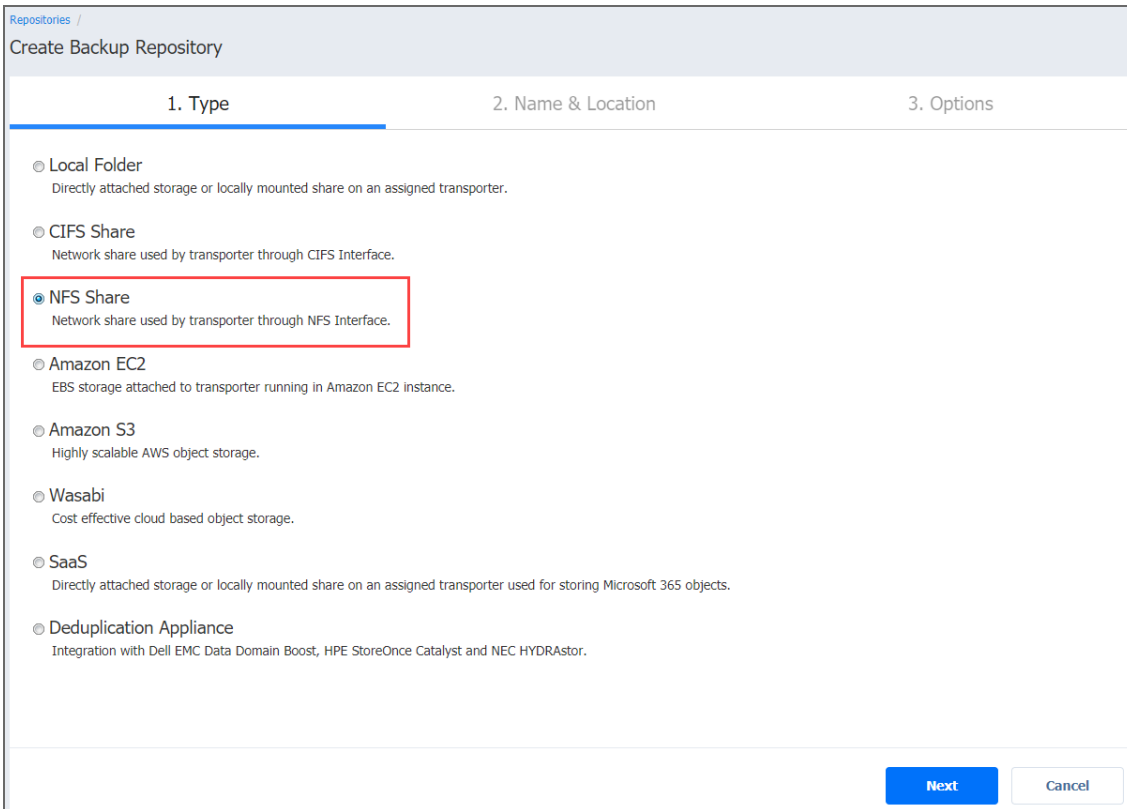 Repositories /
Create Backup Repository
1. Type
2. Name & Location
3. Options
Local Folder
Directly attached storage or locally mounted share on an assigned transporter.
CIFS Share
Network share used by transporter through CIFS Interface.
NFS Share
Network share used by transporter through NFS Interface.
Amazon EC2
EBS storage attached to transporter running in Amazon EC2 instance.
Amazon S3
Highly scalable AWS object storage.
Wasabi
Cost effective cloud based object storage.
SaaS
Directly attached storage or locally mounted share on an assigned transporter used for storing Microsoft 365 objects.
Deduplication Appliance
Integration with Dell EMC Data Domain Boost, HPE StoreOnce Catalyst and NEC HYDRAstor.
Next
Cancel